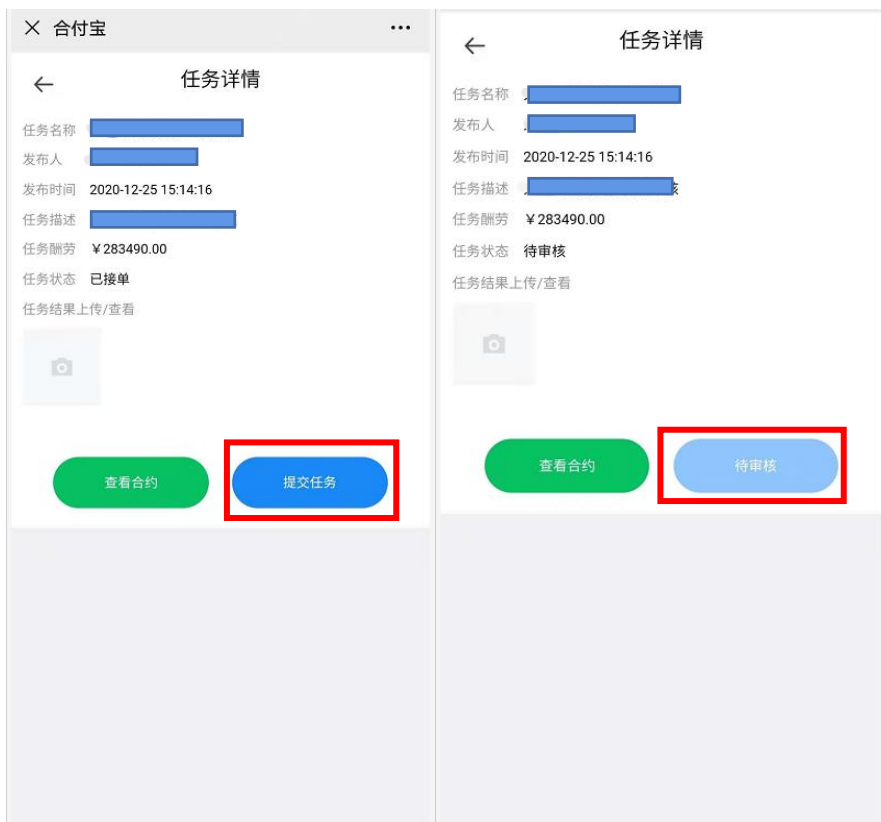 合付宝
任务详情
任务名称
发布人
发布时间 2020-12-25 15:14:16
任务描述
任务酬劳 ￥283490.00
任务状态 已接单
任务结果上传/查看
查看合约 提交任务
任务详情
任务名称
发布人
发布时间 2020-12-25 15:14:16
任务描述
任务酬劳 ￥283490.00
任务状态 待审核
任务结果上传/查看
查看合约 待审核